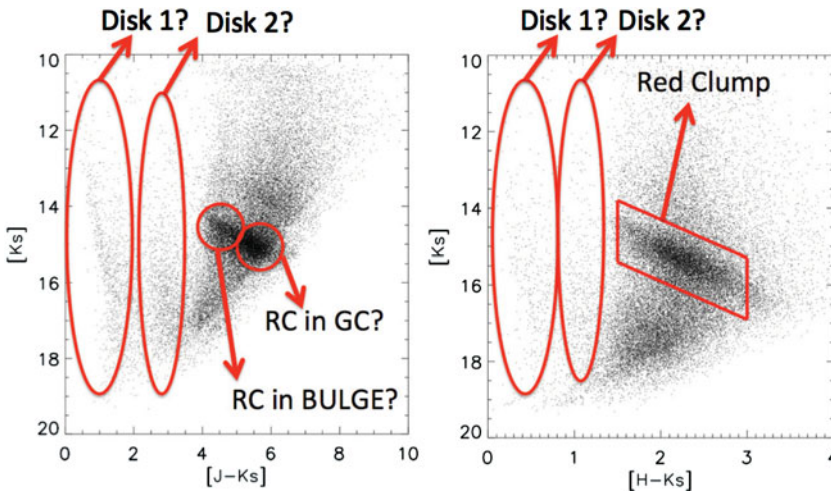 Disk 1? Disk 2?
10
12
14
16
18
20
[Ks]
RC in GC?
RC in BULGE?
0 2 4 6 8 10
[J-Ks]
Disk 1? Disk 2?
Red Clump
10
12
14
16
18
20
[Ks]
0 1 2 3 4
[H-Ks]